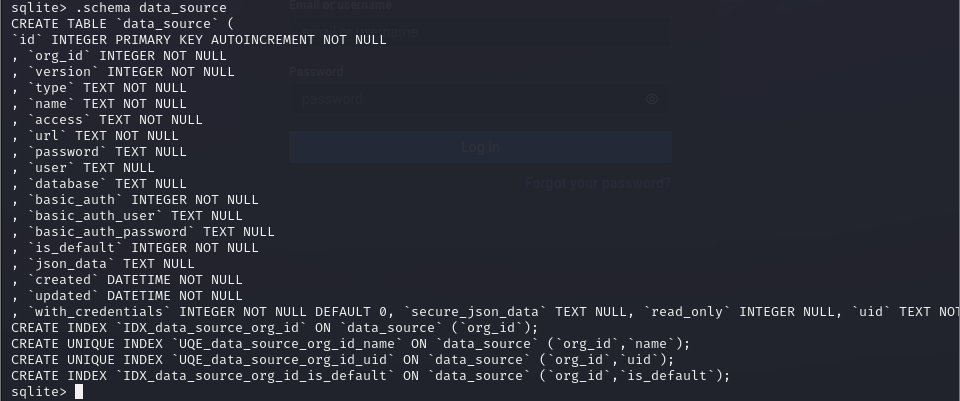 sqlite> .schema data_source
CREATE TABLE `data_source` (
`id` INTEGER PRIMARY KEY AUTOINCREMENT NOT NULL
, `org_id` INTEGER NOT NULL
, `version` INTEGER NOT NULL
, `type` TEXT NOT NULL
, `name` TEXT NOT NULL
, `access` TEXT NOT NULL
, `url` TEXT NOT NULL
, `password` TEXT NULL
, `user` TEXT NULL
, `database` TEXT NULL
, `basic_auth` INTEGER NOT NULL
, `basic_auth_user` TEXT NULL
, `basic_auth_password` TEXT NULL
, `is_default` INTEGER NOT NULL
, `json_data` TEXT NULL
, `created` DATETIME NOT NULL
, `updated` DATETIME NOT NULL
, `with_credentials` INTEGER NOT NULL DEFAULT 0, `secure_json_data` TEXT NULL, `read_only` INTEGER NULL, `uid` TEXT NOT
CREATE INDEX `IDX_data_source_org_id` ON `data_source` (`org_id`);
CREATE UNIQUE INDEX `UQE_data_source_org_id_name` ON `data_source` (`org_id`,`name`);
CREATE UNIQUE INDEX `UQE_data_source_org_id_uid` ON `data_source` (`org_id`,`uid`);
CREATE INDEX `IDX_data_source_org_id_is_default` ON `data_source` (`org_id`,`is_default`);
sqlite>
Email or username
Password
password
Log in
Forgot your password?